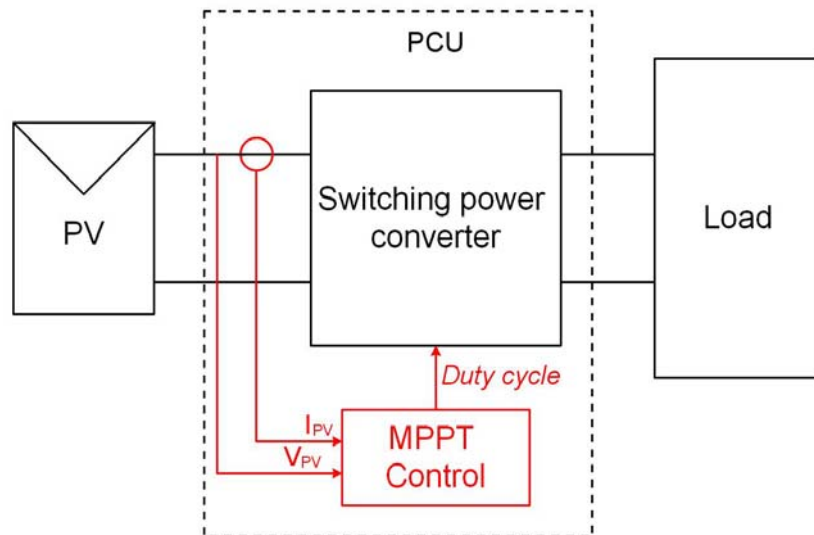 PCU
PV
Switching power
converter
Load
Duty cycle
IPV
VPV
MPPT
Control